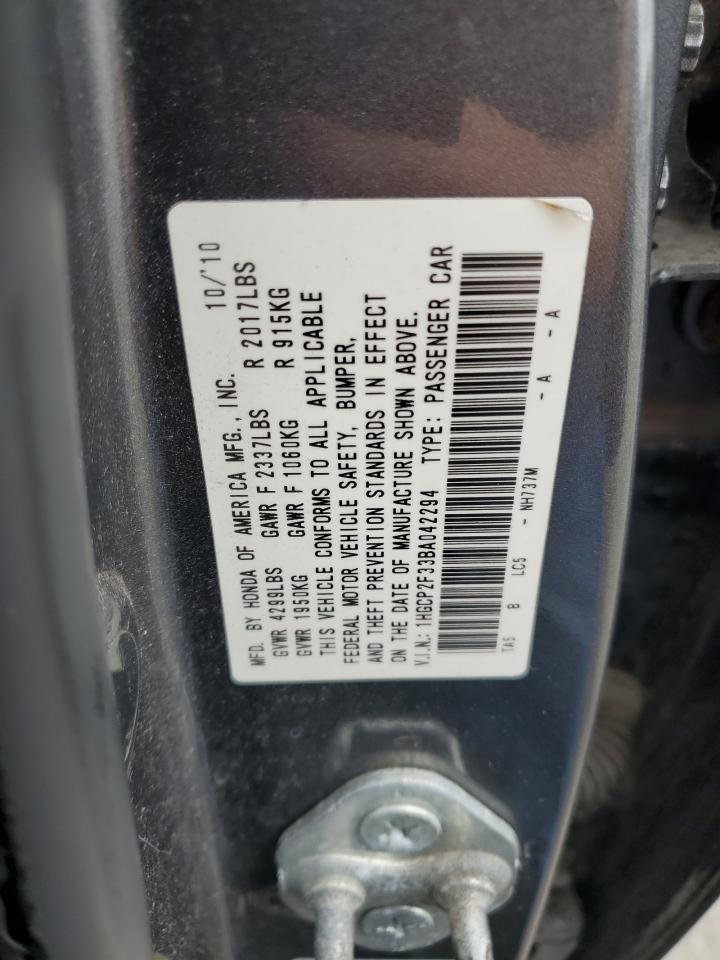 MFD. BY HONDA OF AMERICA MFG., INC. 10/'10
GVWR 4299LBS GAWR F 2337LBS R 2017LBS
GVWR 1950KG GAWR F 1060KG R 915KG
THIS VEHICLE CONFORMS TO ALL APPLICABLE
FEDERAL MOTOR VEHICLE SAFETY, BUMPER,
AND THEFT PREVENTION STANDARDS IN EFFECT
ON THE DATE OF MANUFACTURE SHOWN ABOVE.
V.I.N.: 1HGCP2F33BA042294 TYPE: PASSENGER CAR
TA5 B LC5 - NH737M - A - A